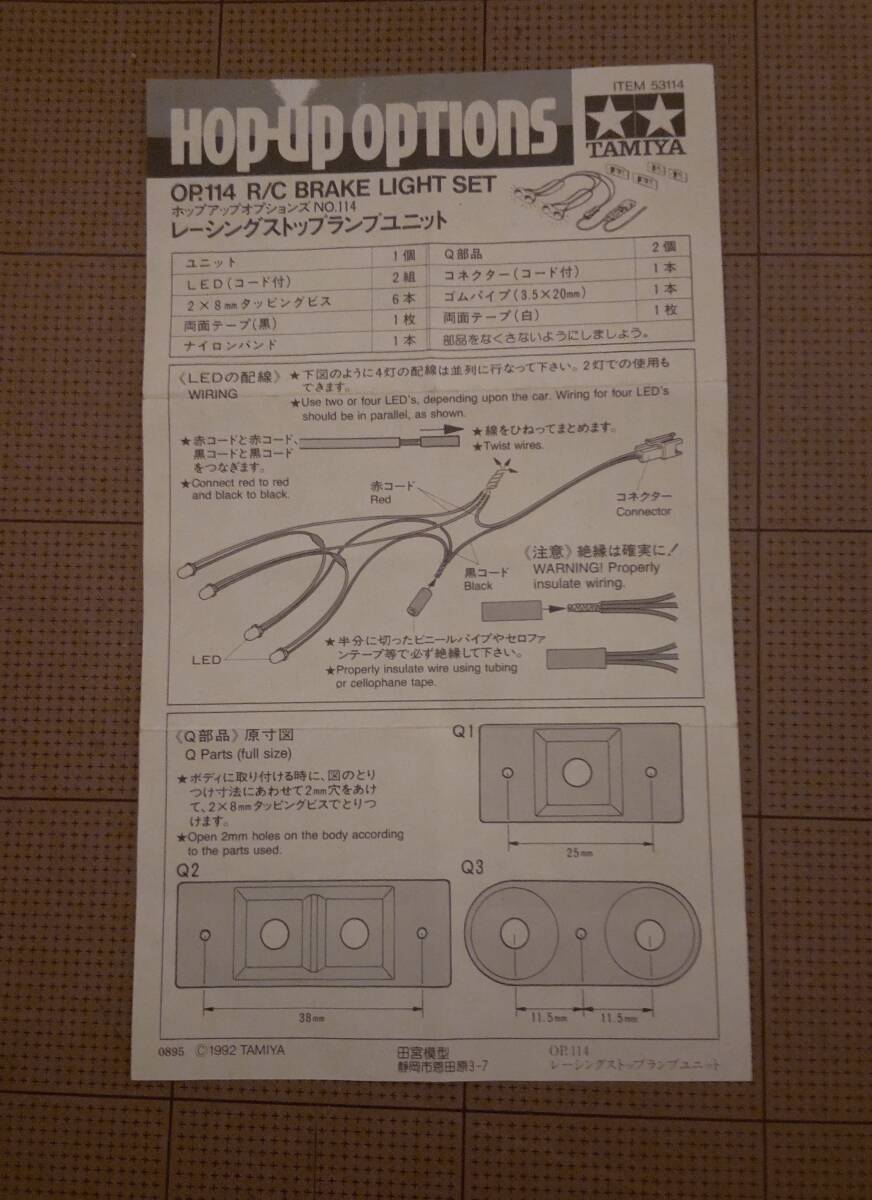 HOP-UP OPTIONS
ITEM 53114
TAMIYA
OP.114 R/C BRAKE LIGHT SET
ホップアップオプションズNO.114
レーシングストップランプユニット
ユニット 1個
LED(コード付) 2組
2×8mmタッピングビス 6本
両面テープ(黒) 1枚
ナイロンバンド 1本
Q部品 2個
コネクター(コード付) 1本
ゴムパイプ(3.5×20mm) 1本
両面テープ(白) 1枚
部品をなくさないようにしましょう。
《LEDの配線》
WIRING
★下図のように4灯の配線は並列に行なって下さい。2灯での使用も
できます。
★Use two or four LED's, depending upon the car. Wiring for four LED's
should be in parallel, as shown.
★赤コードと赤コード、
黒コードと黒コード
をつなぎます。
★Connect red to red
and black to black.
★線をひねってまとめます。
★Twist wires.
赤コード
Red
コネクター
Connector
黒コード
Black
《注意》絶縁は確実に!
WARNING! Properly
insulate wiring.
LED
★半分に切ったビニールパイプやセロファ
ンテープ等で必ず絶縁して下さい。
★Properly insulate wire using tubing
or cellophane tape.
《Q部品》原寸図
Q Parts (full size)
★ボディに取り付ける時に、図のとり
つけ寸法にあわせて2mm穴をあけ
て、2×8mmタッピングビスでとりつ
けます。
★Open 2mm holes on the body according
to the parts used.
Q1
25mm
Q2
38mm
Q3
11.5mm 11.5mm
0895 ©1992 TAMIYA
田宮模型
静岡市恩田原3-7
OP.114
レーシングストップランプユニット